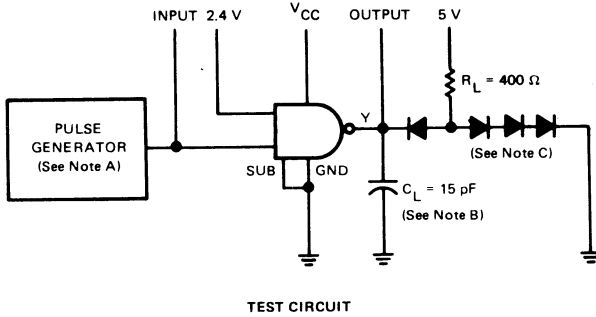 INPUT 2.4 V VCC OUTPUT 5 V
RL = 400 Ω
PULSE
GENERATOR
(See Note A)
Y
(See Note C)
SUB GND
CL = 15 pF
(See Note B)
TEST CIRCUIT